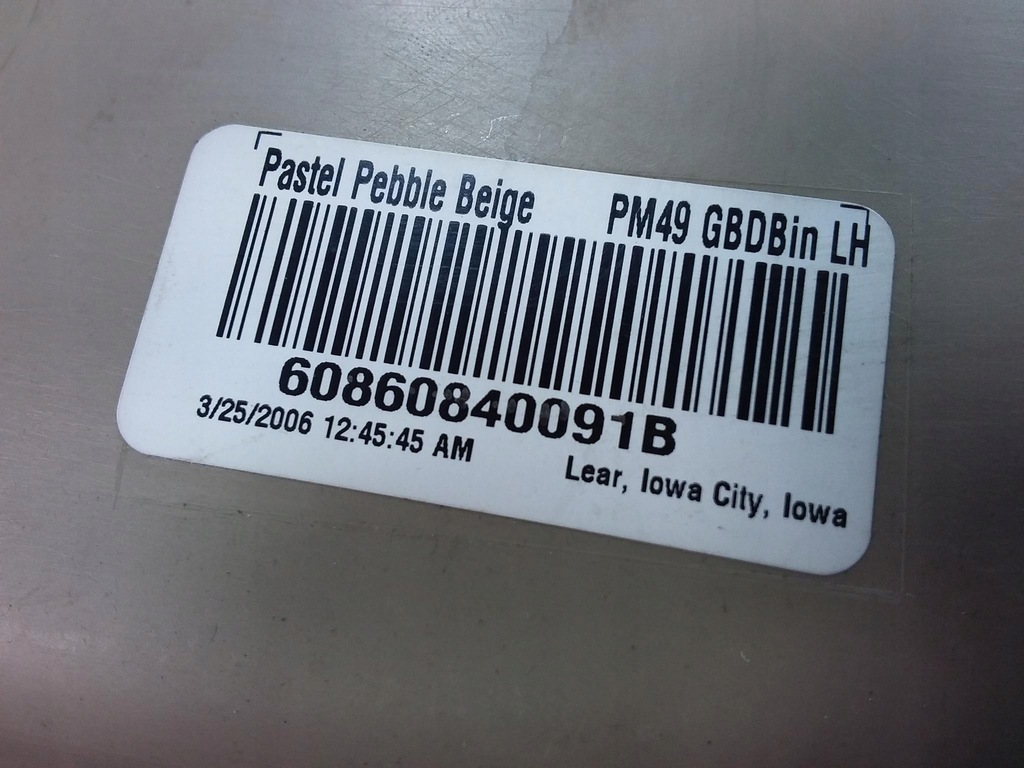 Pastel Pebble Beige PM49 GBDBin LH
60860840091B
3/25/2006 12:45:45 AM
Lear, Iowa City, Iowa